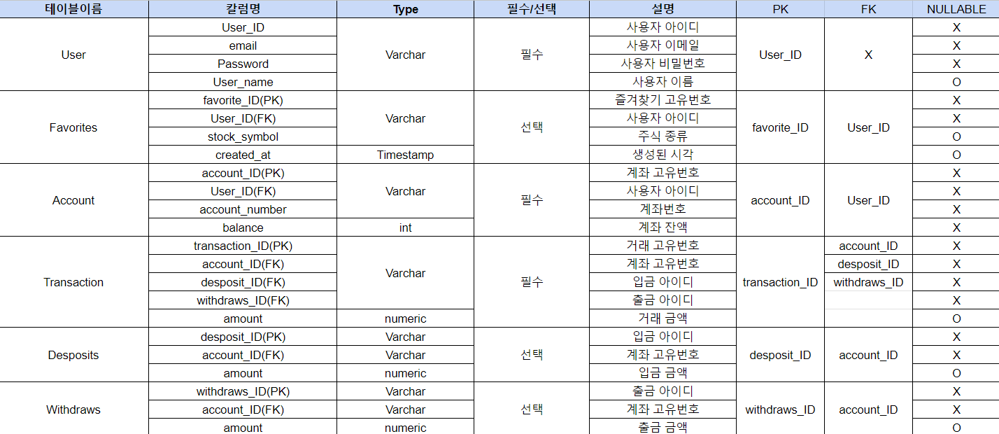 테이블이름 칼럼명 Type 필수/선택 설명 PK FK NULLABLE
User_ID 사용자 아이디 X
email 사용자 이메일 X
User Varchar 필수 User_ID X
Password 사용자 비밀번호 X
User_name 사용자 이름 O
favorite_ID(PK) 즐겨찾기 고유번호 X
User_ID(FK) Varchar 사용자 아이디 X
Favorites 선택 favorite_ID User_ID
stock_symbol 주식 종류 O
created_at Timestamp 생성된 시각 O
account_ID(PK) 계좌 고유번호 X
User_ID(FK) Varchar 사용자 아이디 X
Account 필수 account_ID User_ID
account_number 계좌번호 X
balance int 계좌 잔액 X
transaction_ID(PK) 거래 고유번호 account_ID X
account_ID(FK) 계좌 고유번호 desposit_ID X
Varchar
Transaction desposit_ID(FK) 필수 입금 아이디 transaction_ID withdraws_ID X
withdraws_ID(FK) 출금 아이디 X
amount numeric 거래 금액 O
desposit_ID(PK) Varchar 입금 아이디 X
Desposits account_ID(FK) Varchar 선택 계좌 고유번호 desposit_ID account_ID X
amount numeric 입금 금액 O
withdraws_ID(PK) Varchar 출금 아이디 X
Withdraws account_ID(FK) Varchar 선택 계좌 고유번호 withdraws_ID account_ID X
amount numeric 출금 금액 O